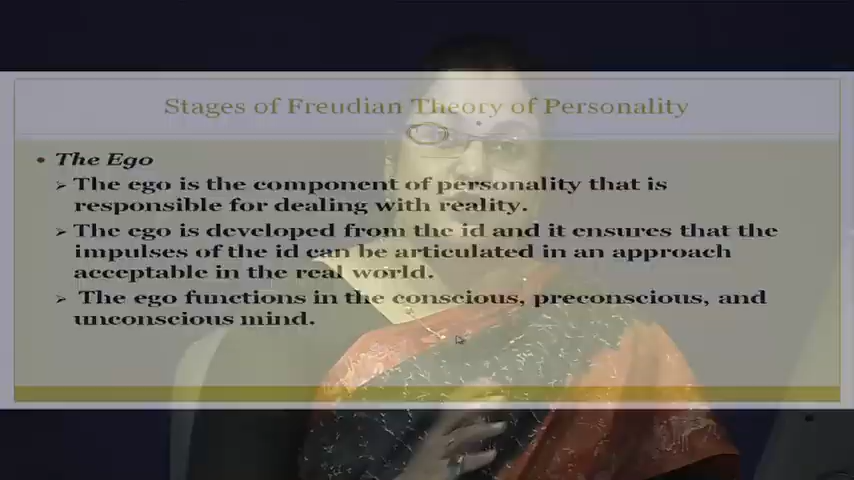 Stages of Freudian Theory of Personality
• The Ego
➢ The ego is the component of personality that is
responsible for dealing with reality.
➢ The ego is developed from the id and it ensures that the
impulses of the id can be articulated in an approach
acceptable in the real world.
➢ The ego functions in the conscious, preconscious, and
unconscious mind.